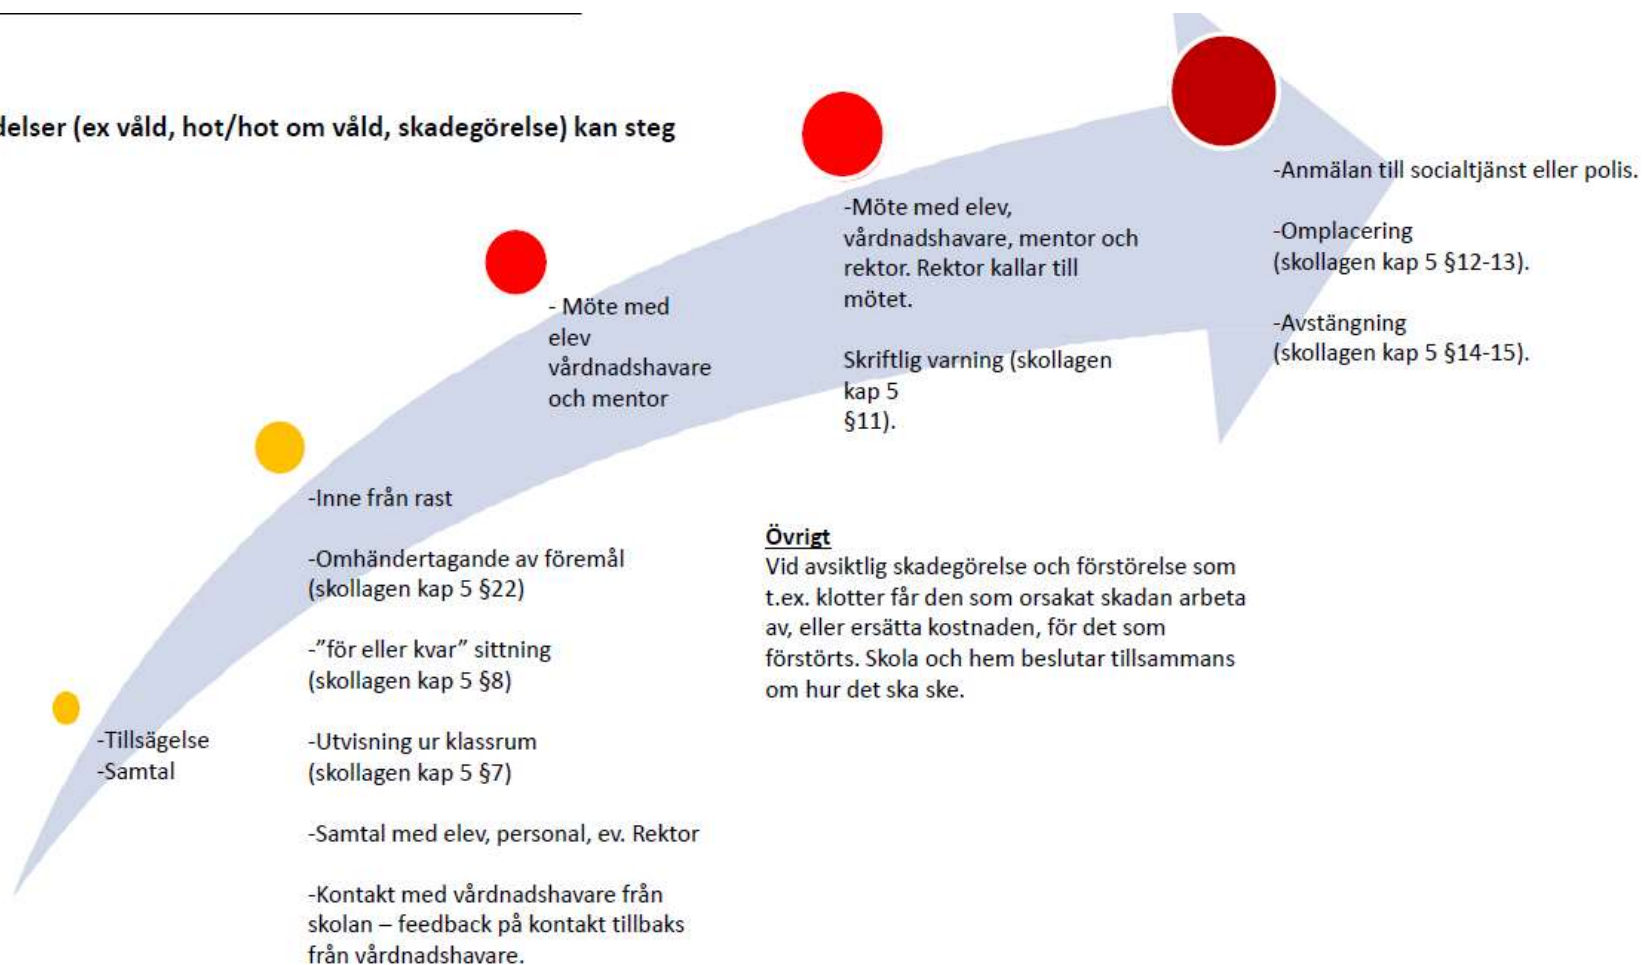 delser (ex våld, hot/hot om våld, skadegörelse) kan steg
-Tillsägelse
-Samtal
-Inne från rast
-Omhändertagande av föremål
(skollagen kap 5 §22)
-”för eller kvar” sittning
(skollagen kap 5 §8)
-Utvisning ur klassrum
(skollagen kap 5 §7)
-Samtal med elev, personal, ev. Rektor
-Kontakt med vårdnadshavare från
skolan – feedback på kontakt tillbaks
från vårdnadshavare.
- Möte med
elev
vårdnadshavare
och mentor
-Möte med elev,
vårdnadshavare, mentor och
rektor. Rektor kallar till
mötet.
Skriftlig varning (skollagen
kap 5
§11).
-Anmälan till socialtjänst eller polis.
-Omplacering
(skollagen kap 5 §12-13).
-Avstängning
(skollagen kap 5 §14-15).
Övrigt
Vid avsiktlig skadegörelse och förstörelse som
t.ex. klotter får den som orsakat skadan arbeta
av, eller ersätta kostnaden, för det som
förstörts. Skola och hem beslutar tillsammans
om hur det ska ske.